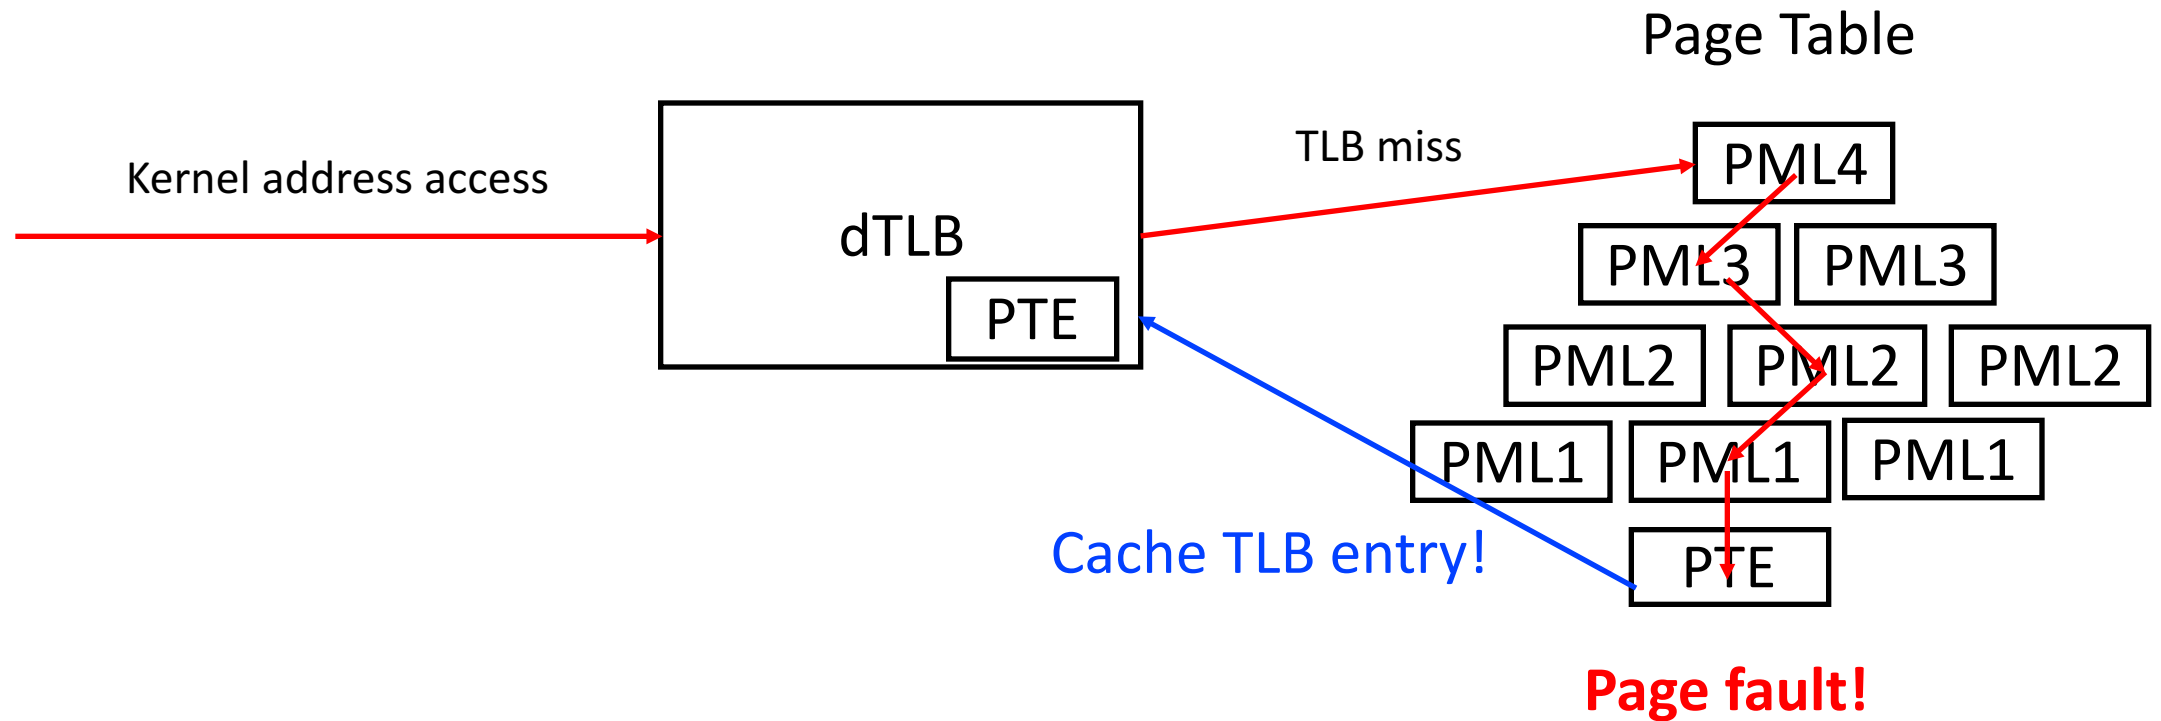 Page Table
Kernel address access
TLB miss
dTLB
PTE
PML4
PML3 PML3
PML2 PML2 PML2
PML1 PML1 PML1
Cache TLB entry!
PTE
Page fault!